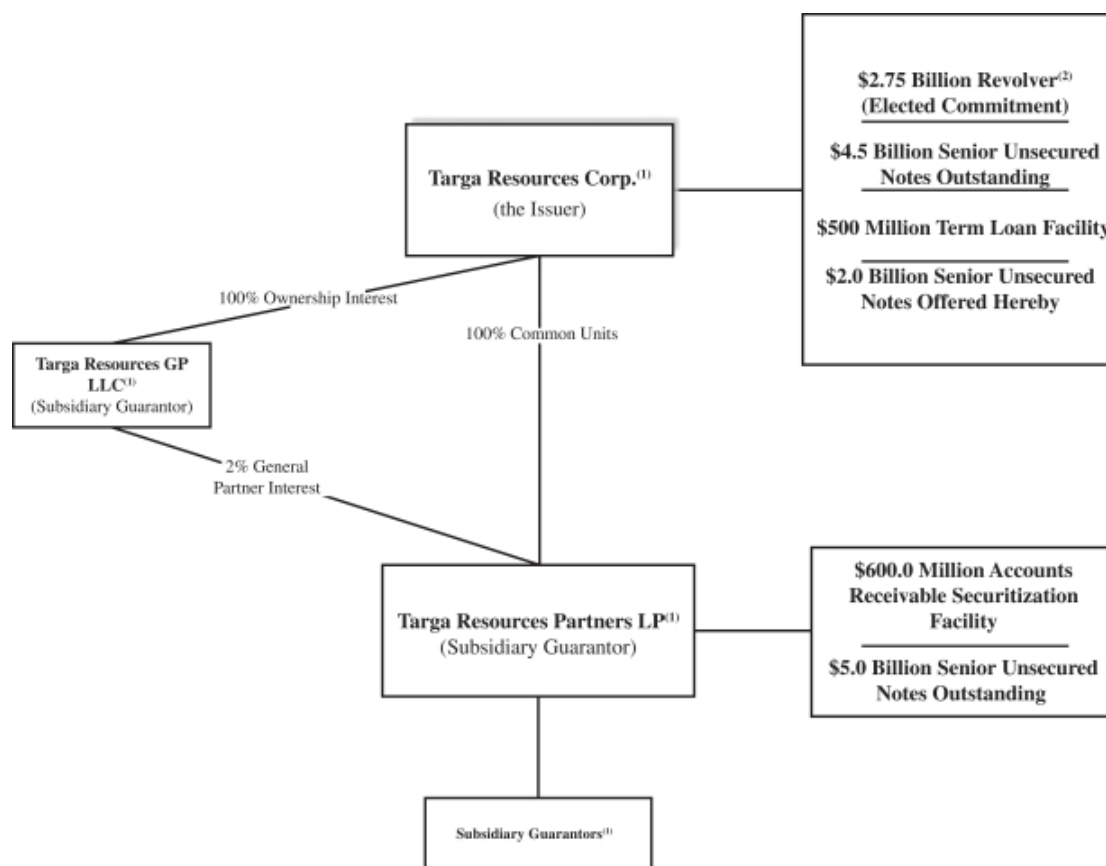 $2.75 Billion Revolver(2)
(Elected Commitment)
$4.5 Billion Senior Unsecured
Notes Outstanding
$500 Million Term Loan Facility
$2.0 Billion Senior Unsecured
Notes Offered Hereby
Targa Resources Corp.(1)
(the Issuer)
100% Ownership Interest
100% Common Units
Targa Resources GP
LLC(1)
(Subsidiary Guarantor)
2% General
Partner Interest
Targa Resources Partners LP(1)
(Subsidiary Guarantor)
$600.0 Million Accounts
Receivable Securitization
Facility
$5.0 Billion Senior Unsecured
Notes Outstanding
Subsidiary Guarantors(1)